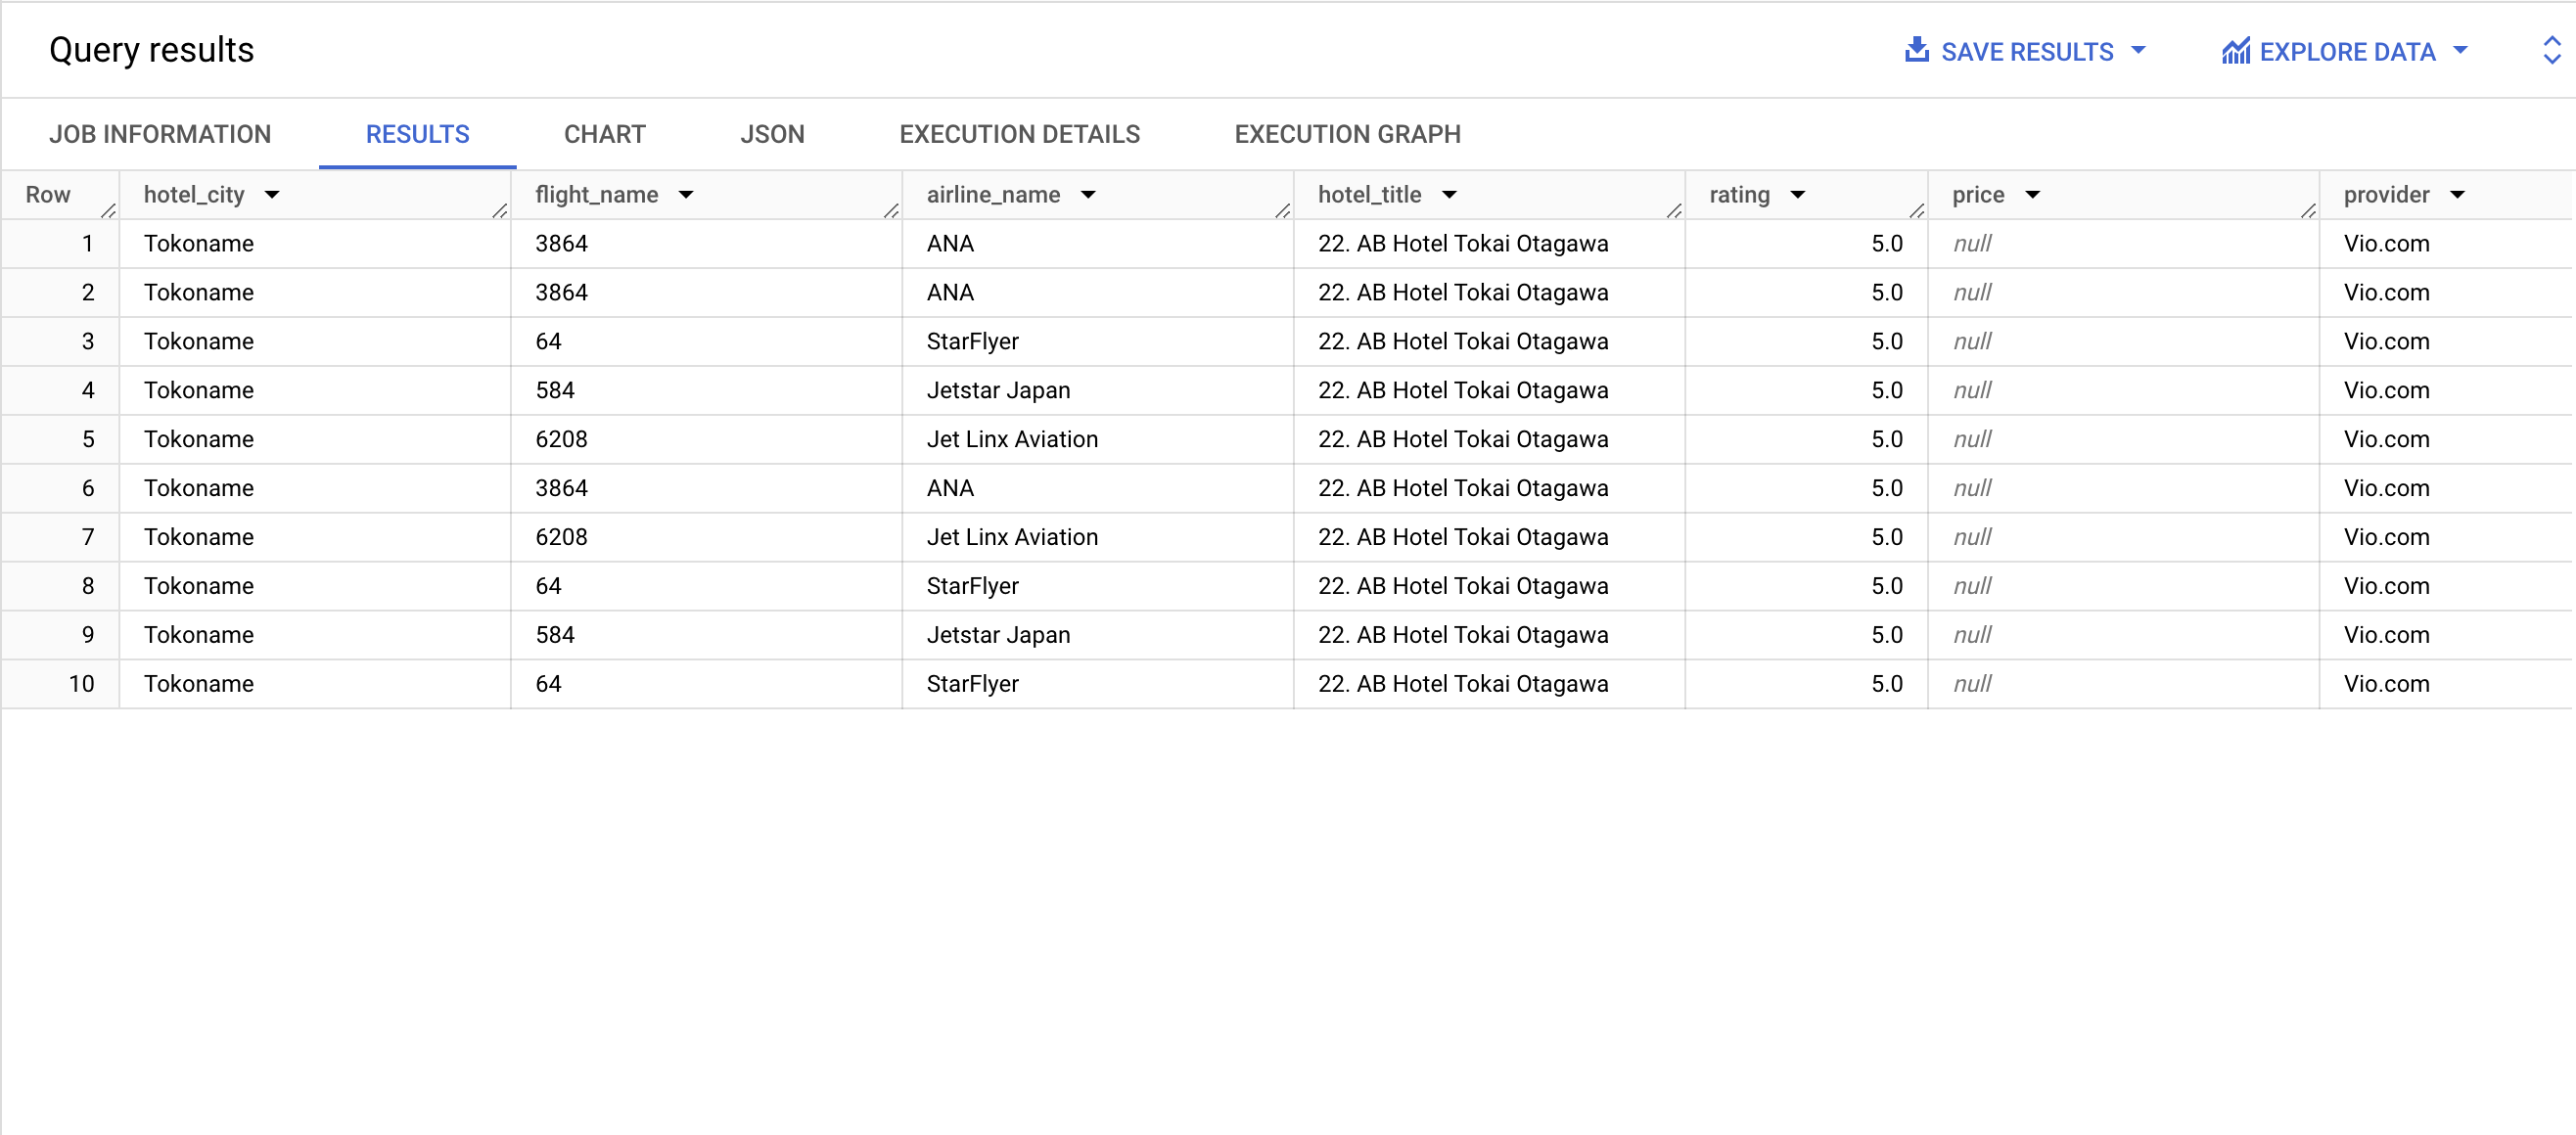 Query results SAVE RESULTS EXPLORE DATA
JOB INFORMATION RESULTS CHART JSON EXECUTION DETAILS EXECUTION GRAPH
Row hotel_city flight_name airline_name hotel_title rating price provider
1 Tokoname 3864 ANA 22. AB Hotel Tokai Otagawa 5.0 null Vio.com
2 Tokoname 3864 ANA 22. AB Hotel Tokai Otagawa 5.0 null Vio.com
3 Tokoname 64 StarFlyer 22. AB Hotel Tokai Otagawa 5.0 null Vio.com
4 Tokoname 584 Jetstar Japan 22. AB Hotel Tokai Otagawa 5.0 null Vio.com
5 Tokoname 6208 Jet Linx Aviation 22. AB Hotel Tokai Otagawa 5.0 null Vio.com
6 Tokoname 3864 ANA 22. AB Hotel Tokai Otagawa 5.0 null Vio.com
7 Tokoname 6208 Jet Linx Aviation 22. AB Hotel Tokai Otagawa 5.0 null Vio.com
8 Tokoname 64 StarFlyer 22. AB Hotel Tokai Otagawa 5.0 null Vio.com
9 Tokoname 584 Jetstar Japan 22. AB Hotel Tokai Otagawa 5.0 null Vio.com
10 Tokoname 64 StarFlyer 22. AB Hotel Tokai Otagawa 5.0 null Vio.com